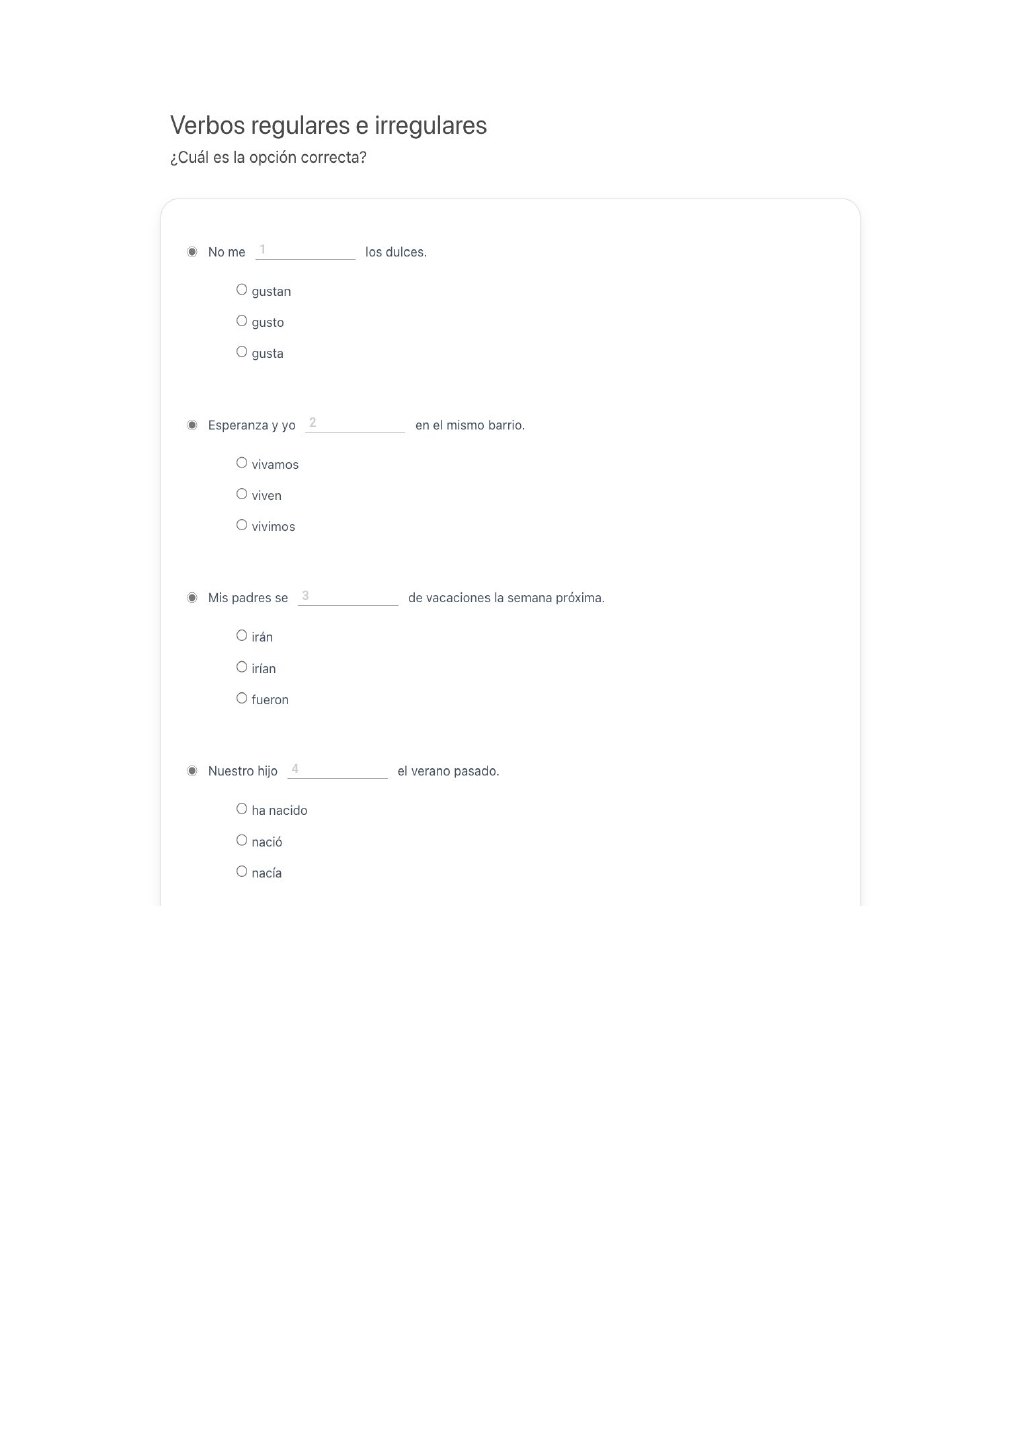 Verbos regulares e irregulares
¿Cuál es la opción correcta?
No me 1 los dulces.
gustan
gusto
gusta
Esperanza y yo 2 en el mismo barrio.
vivamos
viven
vivimos
Mis padres se 3 de vacaciones la semana próxima.
irán
irían
fueron
Nuestro hijo 4 el verano pasado.
ha nacido
nació
nacía